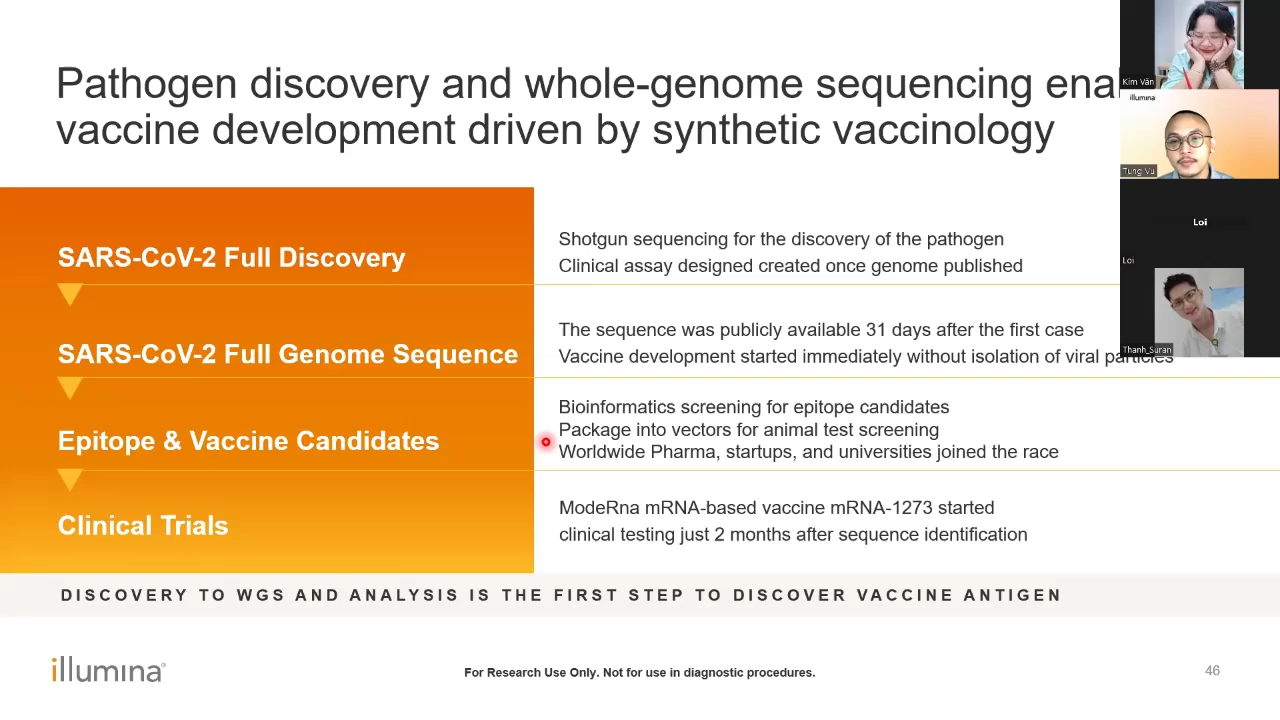 Pathogen discovery and whole-genome sequencing
vaccine development driven by synthetic vaccinology
SARS-CoV-2 Full Discovery
Shotgun sequencing for the discovery of the pathogen
Clinical assay designed created once genome published
SARS-CoV-2 Full Genome Sequence
The sequence was publicly available 31 days after the first case
Vaccine development started immediately without isolation of viral particles
Epitope & Vaccine Candidates
Bioinformatics screening for epitope candidates
Package into vectors for animal test screening
Worldwide Pharma, startups, and universities joined the race
Clinical Trials
ModeRna mRNA-based vaccine mRNA-1273 started
clinical testing just 2 months after sequence identification
DISCOVERY TO WGS AND ANALYSIS IS THE FIRST STEP TO DISCOVER VACCINE ANTIGEN
illumina®
For Research Use Only. Not for use in diagnostic procedures.
46
Kim Vân
illumina
Tung Vu
Loi
Loi
Thanh_Suran